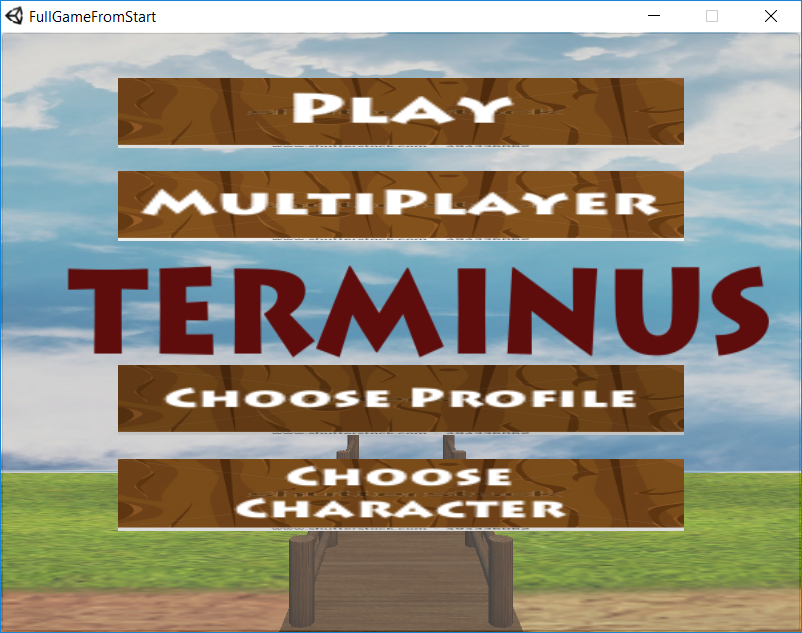 FullGameFromStart
Play
MultiPlayer
TERMINUS
Choose Profile
Choose
Character